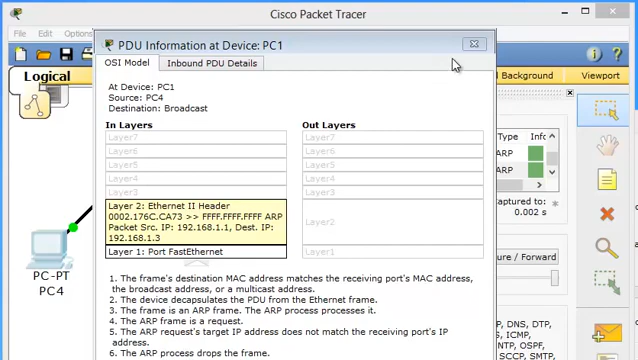 Cisco Packet Tracer
File Edit View Options
PDU Information at Device: PC1
OSI Model
Inbound PDU Details
Logical
Background
Viewport
At Device: PC1
Source: PC4
Destination: Broadcast
In Layers
Out Layers
Layer7
Layer7
Layer6
Layer6
Layer5
Layer5
Layer4
Layer4
Layer3
Layer3
Layer 2: Ethernet II Header
0002.176C.CA73 >> FFFF.FFFF.FFFF ARP
Packet Src. IP: 192.168.1.1, Dest. IP:
192.168.1.3
Layer2
Layer 1: Port FastEthernet
Layer1
Type
Info
ARP
ARP
Captured to:
0.002 s
ure / Forward
P, DNS, DTP,
S, ICMP,
NTP, OSPF,
PC-PT
PC4
1. The frame's destination MAC address matches the receiving port's MAC address,
the broadcast address, or a multicast address.
2. The device decapsulates the PDU from the Ethernet frame.
3. The frame is an ARP frame. The ARP process processes it.
4. The ARP frame is a request.
5. The ARP request's target IP address does not match the receiving port's IP
address.
6. The ARP process drops the frame.